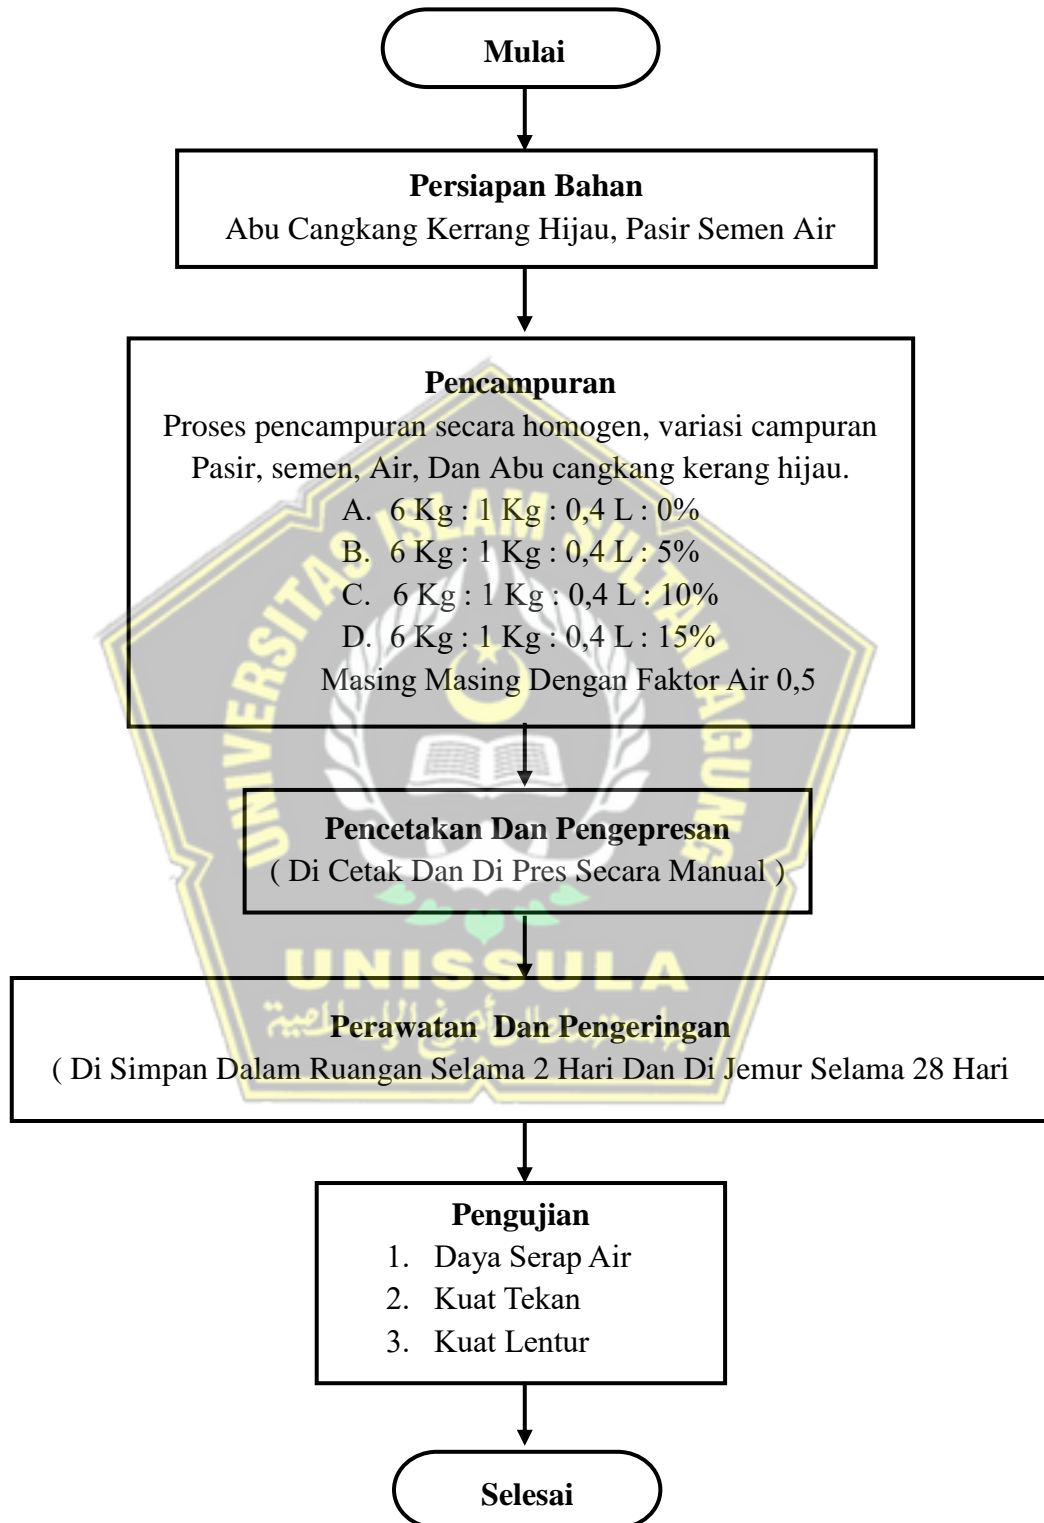 Mulai
Persiapan Bahan
Abu Cangkang Kerrang Hijau, Pasir Semen Air
Pencampuran
Proses pencampuran secara homogen, variasi campuran
Pasir, semen, Air, Dan Abu cangkang kerang hijau.
A. 6 Kg : 1 Kg : 0,4 L : 0%
B. 6 Kg : 1 Kg : 0,4 L : 5%
C. 6 Kg : 1 Kg : 0,4 L : 10%
D. 6 Kg : 1 Kg : 0,4 L : 15%
Masing Masing Dengan Faktor Air 0,5
UNIVERSITAS ISLAM SULTAN AGUNG
Pencetakan Dan Pengepresan
( Di Cetak Dan Di Pres Secara Manual )
UNISSULA
Perawatan Dan Pengeringan
( Di Simpan Dalam Ruangan Selama 2 Hari Dan Di Jemur Selama 28 Hari
Pengujian
1. Daya Serap Air
2. Kuat Tekan
3. Kuat Lentur
Selesai